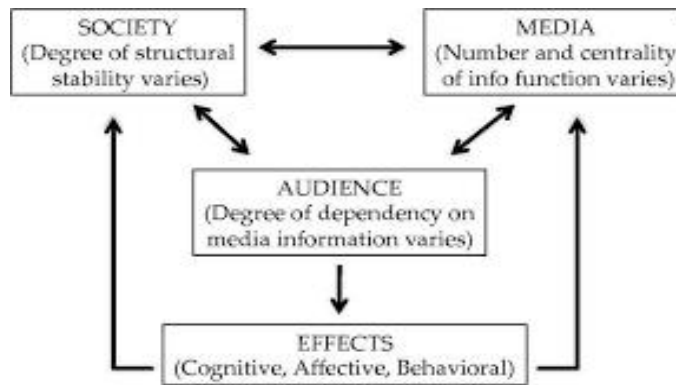 SOCIETY
(Degree of structural
stability varies)
MEDIA
(Number and centrality
of info function varies)
AUDIENCE
(Degree of dependency on
media information varies)
EFFECTS
(Cognitive, Affective, Behavioral)